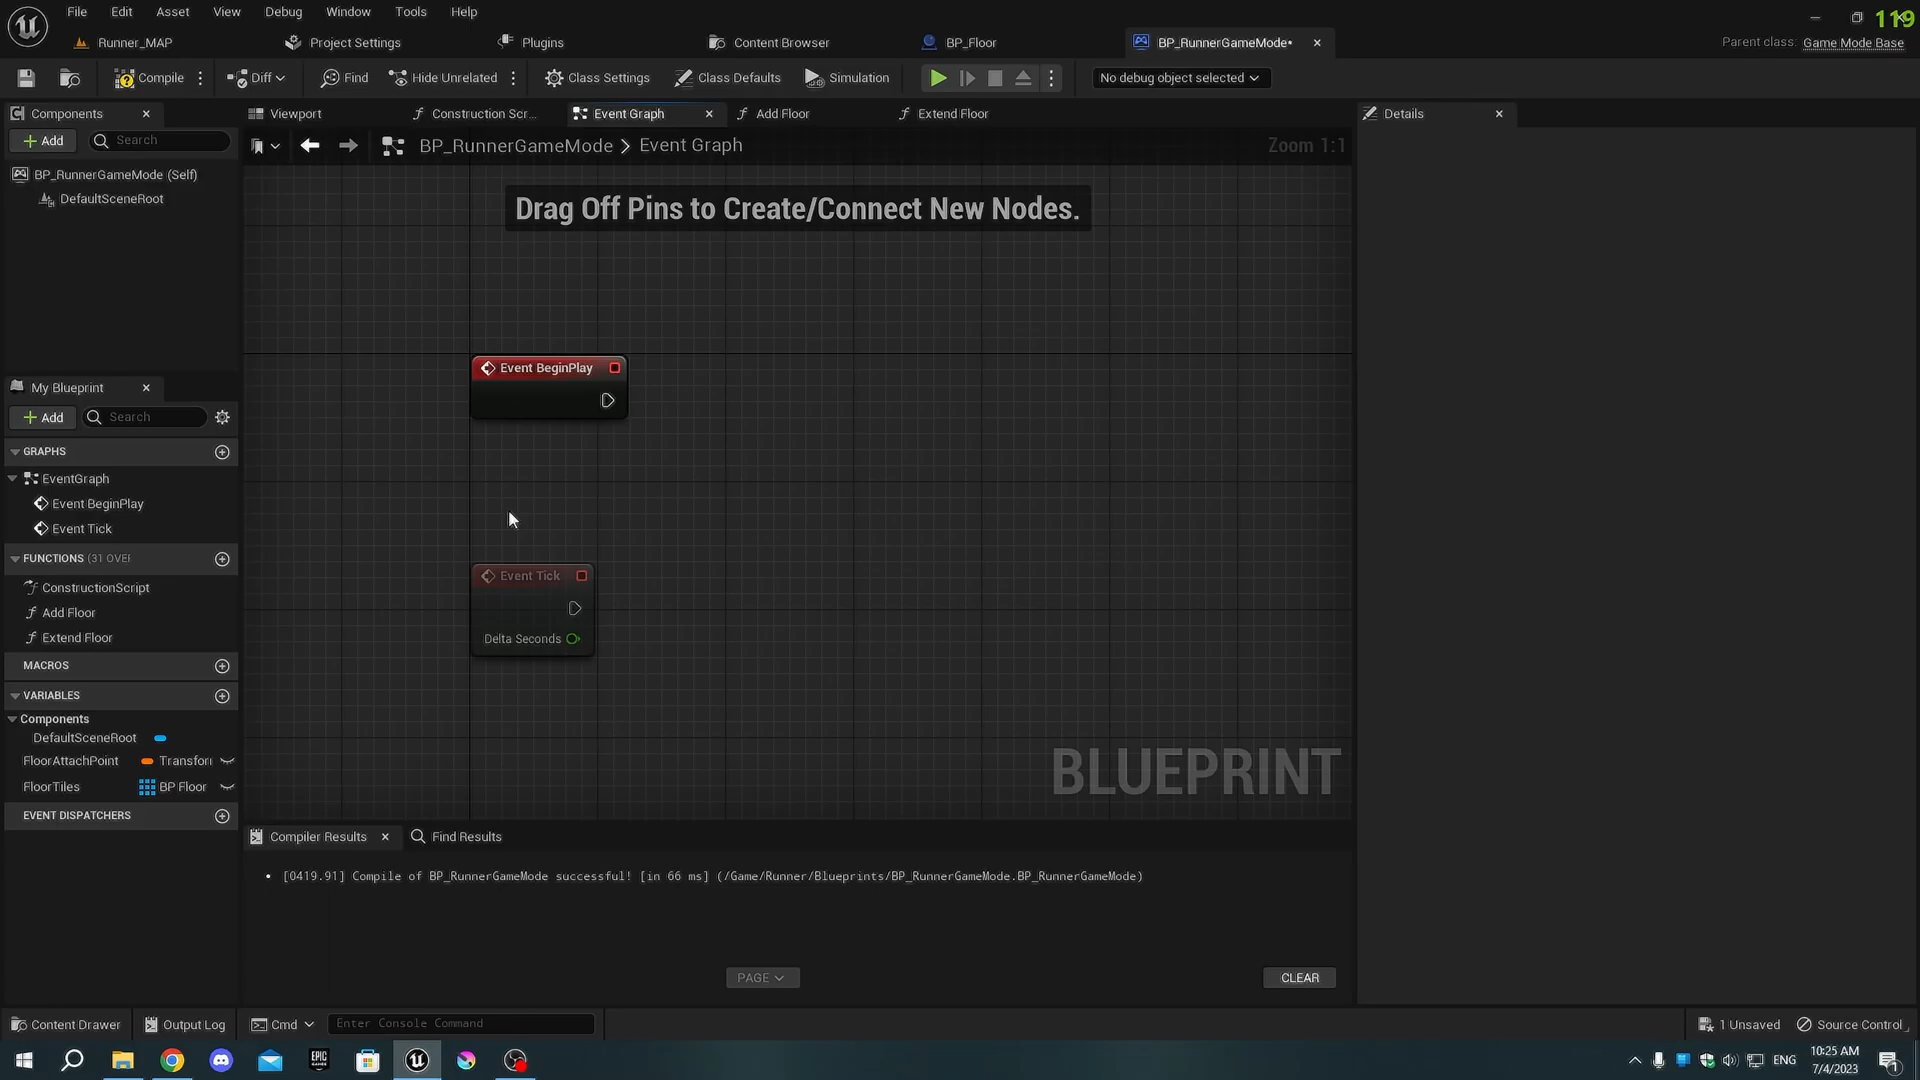 File Edit View Asset Debug Window Tools Help
119
Runner_MAP Project Settings Plugins Content Browser BP_Floor BP_RunnerGameMode*
Parent class: Game Mode Base
Compile Diff Find Hide Unrelated Class Settings Class Defaults Simulation No debug object selected
Components
Viewport Construction Scr... Event Graph Add Floor Extend Floor
Details
Add Search
BP_RunnerGameMode > Event Graph
Zoom 1:1
BP_RunnerGameMode (Self)
DefaultSceneRoot
Drag Off Pins to Create/Connect New Nodes.
Event BeginPlay
My Blueprint
Add Search
GRAPHS
EventGraph
Event BeginPlay
Event Tick
FUNCTIONS (31 OVER
ConstructionScript
Add Floor
Extend Floor
MACROS
VARIABLES
Components
DefaultSceneRoot
FloorAttachPoint Transform
FloorTiles BP Floor
EVENT DISPATCHERS
Event Tick
Delta Seconds
BLUEPRINT
Compiler Results Find Results
[0419.91] Compile of BP_RunnerGameMode successful! [in 66 ms] (/Game/Runner/Blueprints/BP_RunnerGameMode.BP_RunnerGameMode)
PAGE
CLEAR
Content Drawer Output Log Cmd Enter Console Command
1 Unsaved Source Control
EPIC GAMES
ENG
10:25 AM
7/4/2023
1